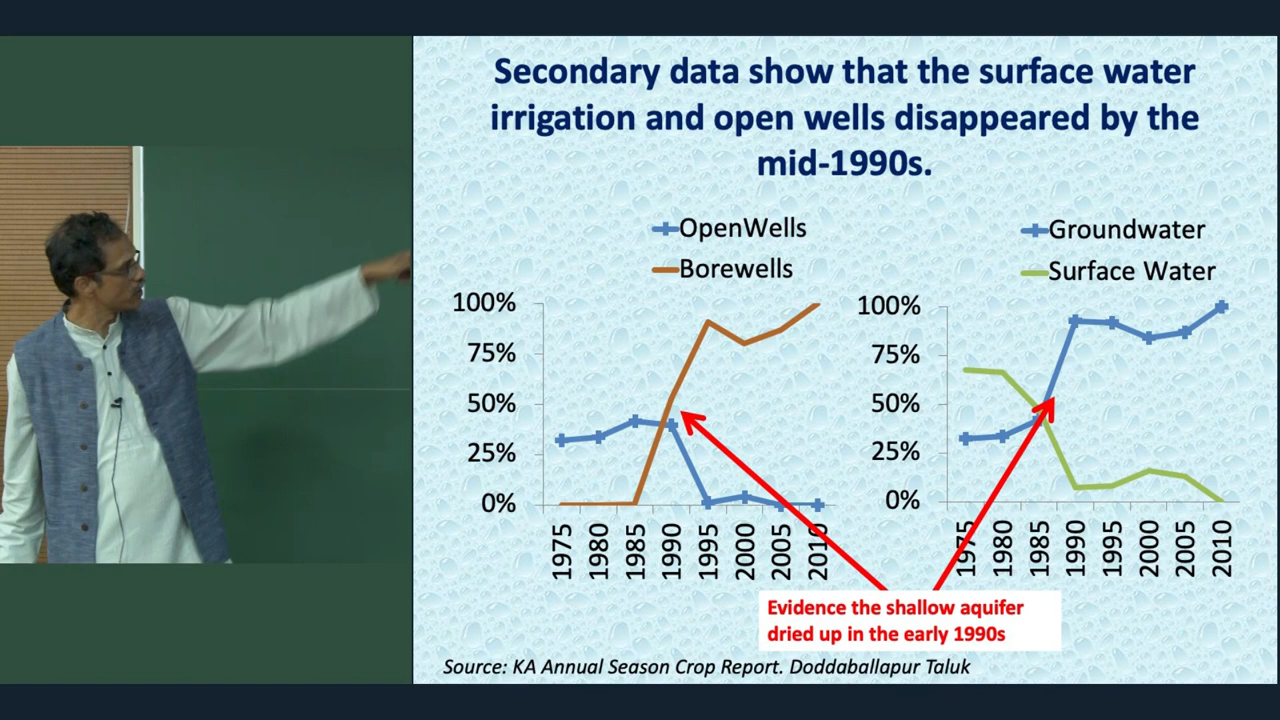 Secondary data show that the surface water
irrigation and open wells disappeared by the
mid-1990s.
OpenWells
Borewells
100%
75%
50%
25%
0%
1975
1980
1985
1990
1995
2000
2005
2010
Groundwater
Surface Water
100%
75%
50%
25%
0%
1975
1980
1985
1990
1995
2000
2005
2010
Evidence the shallow aquifer
dried up in the early 1990s
Source: KA Annual Season Crop Report. Doddaballapur Taluk